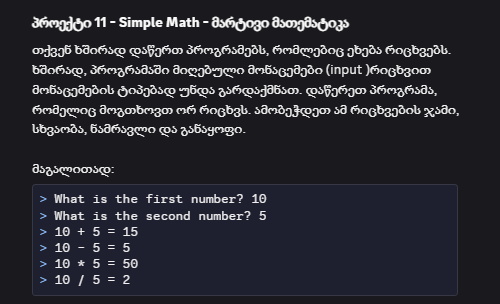 პროექტი 11 - Simple Math - მარტივი მათემატიკა
თქვენ ხშირად დაწერთ პროგრამებს, რომლებიც ეხება რიცხვებს.
ხშირად, პროგრამაში მიღებული მონაცემები (input )რიცხვით
მონაცემების ტიპებად უნდა გარდაქმნათ. დაწერეთ პროგრამა,
რომელიც მოგთხოვთ ორ რიცხვს. ამობეჭდეთ ამ რიცხვების ჯამი,
სხვაობა, ნამრავლი და განაყოფი.
მაგალითად:
> What is the first number? 10
> What is the second number? 5
> 10 + 5 = 15
> 10 - 5 = 5
> 10 * 5 = 50
> 10 / 5 = 2